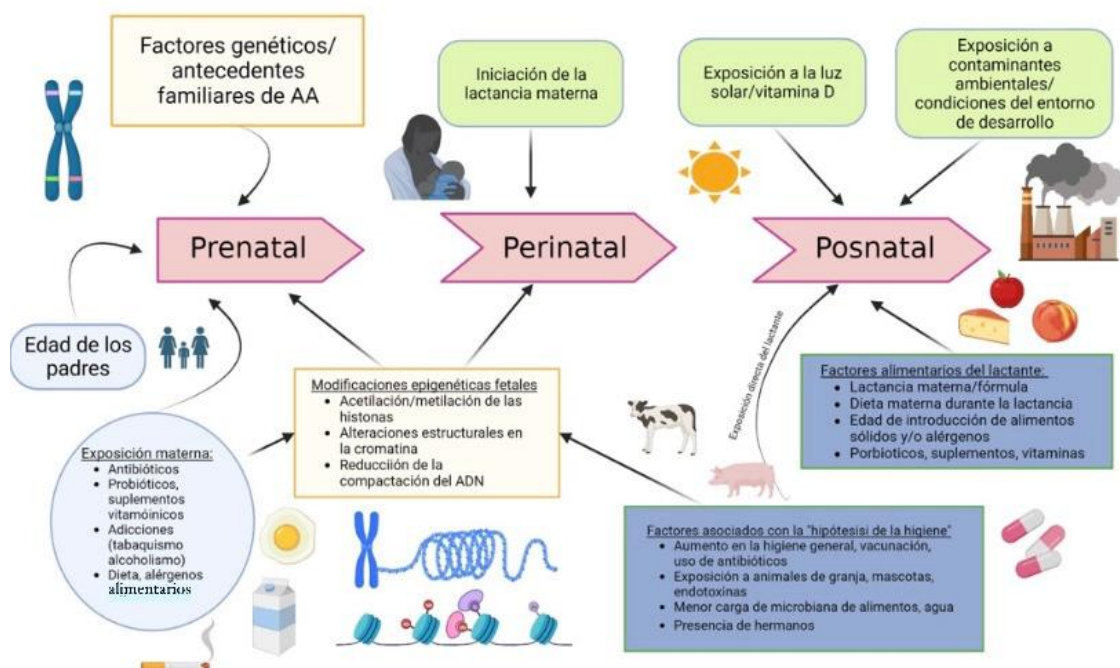 Factores genéticos/
antecedentes
familiares de AA
Iniciación de la
lactancia materna
Exposición a la luz
solar/vitamina D
Exposición a
contaminantes
ambientales/
condiciones del entorno
de desarrollo
Prenatal
Perinatal
Posnatal
Edad de los
padres
Exposición materna:
• Antibióticos
• Probióticos,
suplementos
vitamóinicos
• Adicciones
(tabaquismo
alcoholismo)
• Dieta, alérgenos
alimentarios
Modificaciones epigenéticas fetales
• Acetilación/metilación de las
histonas
• Alteraciones estructurales en
la cromatina
• Reducciión de la
compactación del ADN
Exposición directa del lactante
Factores alimentarios del lactante:
• Lactancia materna/fórmula
• Dieta materna durante la lactancia
• Edad de introducción de alimentos
sólidos y/o alérgenos
• Porbioticos, suplementos, vitaminas
Factores asociados con la "hipótesisi de la higiene"
• Aumento en la higiene general, vacunación,
uso de antibióticos
• Exposición a animales de granja, mascotas,
endotoxinas
• Menor carga de microbiana de alimentos, agua
• Presencia de hermanos